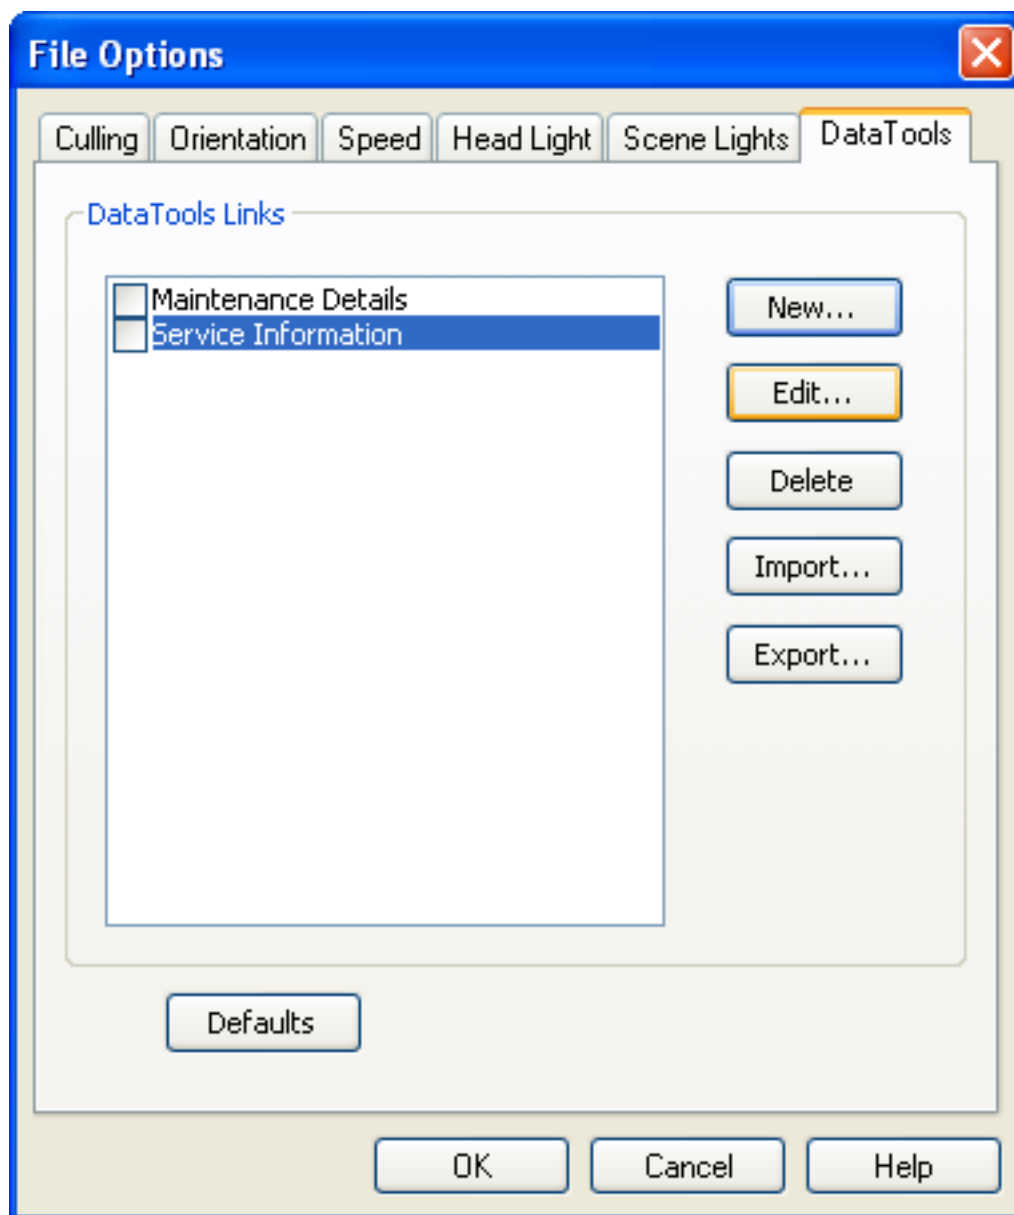 File Options
Culling Orientation Speed Head Light Scene Lights DataTools
DataTools Links
Maintenance Details
Service Information
New...
Edit...
Delete
Import...
Export...
Defaults
OK Cancel Help